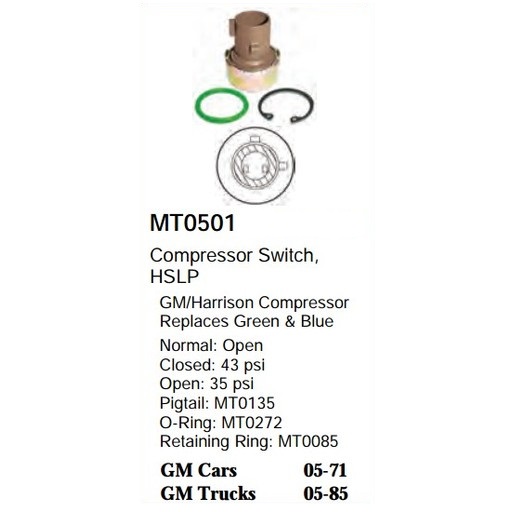 MT0501
Compressor Switch,
HSLP
GM/Harrison Compressor
Replaces Green & Blue
Normal: Open
Closed: 43 psi
Open: 35 psi
Pigtail: MT0135
O-Ring: MT0272
Retaining Ring: MT0085
GM Cars 05-71
GM Trucks 05-85